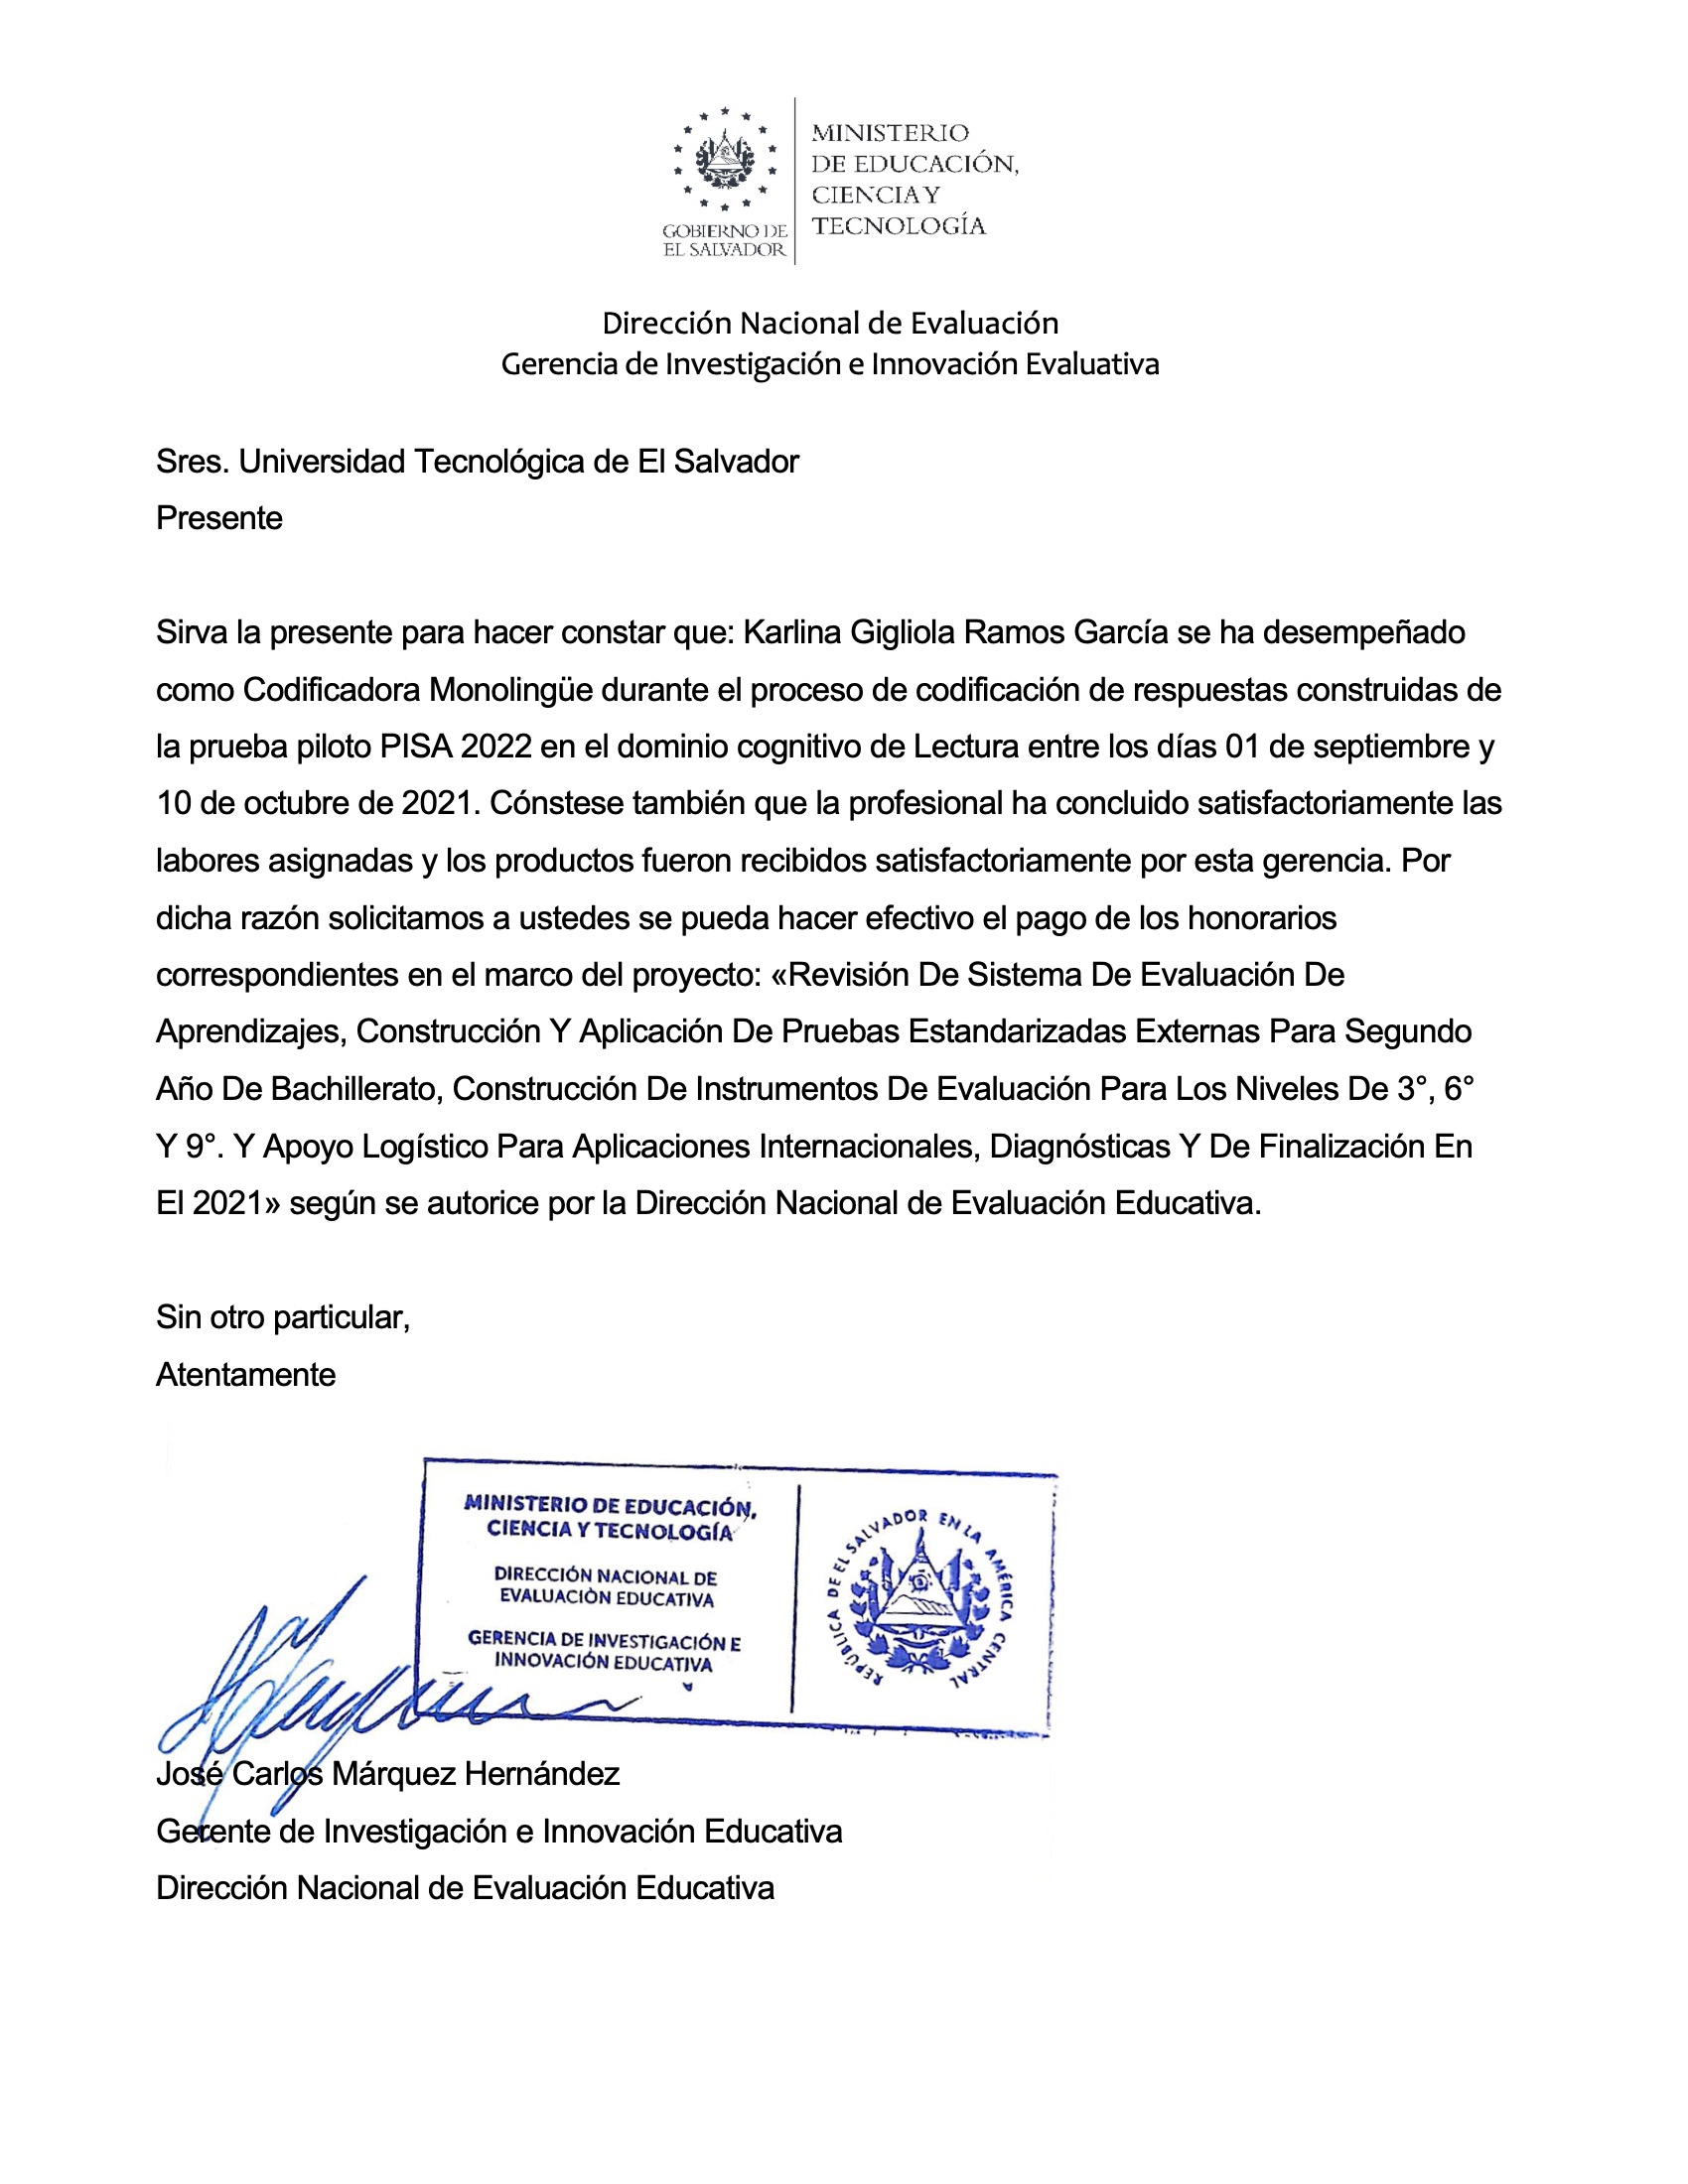 MINISTERIO
DE EDUCACIÓN,
CIENCIA Y
TECNOLOGÍA
GOBIERNO DE
EL SALVADOR
Dirección Nacional de Evaluación
Gerencia de Investigación e Innovación Evaluativa
Sres. Universidad Tecnológica de El Salvador
Presente
Sirva la presente para hacer constar que: Karlina Gigliola Ramos García se ha desempeñado
como Codificadora Monolingüe durante el proceso de codificación de respuestas construidas de
la prueba piloto PISA 2022 en el dominio cognitivo de Lectura entre los días 01 de septiembre y
10 de octubre de 2021. Cónstese también que la profesional ha concluido satisfactoriamente las
labores asignadas y los productos fueron recibidos satisfactoriamente por esta gerencia. Por
dicha razón solicitamos a ustedes se pueda hacer efectivo el pago de los honorarios
correspondientes en el marco del proyecto: «Revisión De Sistema De Evaluación De
Aprendizajes, Construcción Y Aplicación De Pruebas Estandarizadas Externas Para Segundo
Año De Bachillerato, Construcción De Instrumentos De Evaluación Para Los Niveles De 3°, 6°
Y 9°. Y Apoyo Logístico Para Aplicaciones Internacionales, Diagnósticas Y De Finalización En
El 2021» según se autorice por la Dirección Nacional de Evaluación Educativa.
Sin otro particular,
Atentamente
MINISTERIO DE EDUCACIÓN,
CIENCIA Y TECNOLOGÍA
DIRECCIÓN NACIONAL DE
EVALUACIÒN EDUCATIVA
GERENCIA DE INVESTIGACIÓN E
INNOVACIÓN EDUCATIVA
REPÚBLICA DE EL SALVADOR EN LA AMÉRICA CENTRAL
José Carlos Márquez Hernández
Gerente de Investigación e Innovación Educativa
Dirección Nacional de Evaluación Educativa